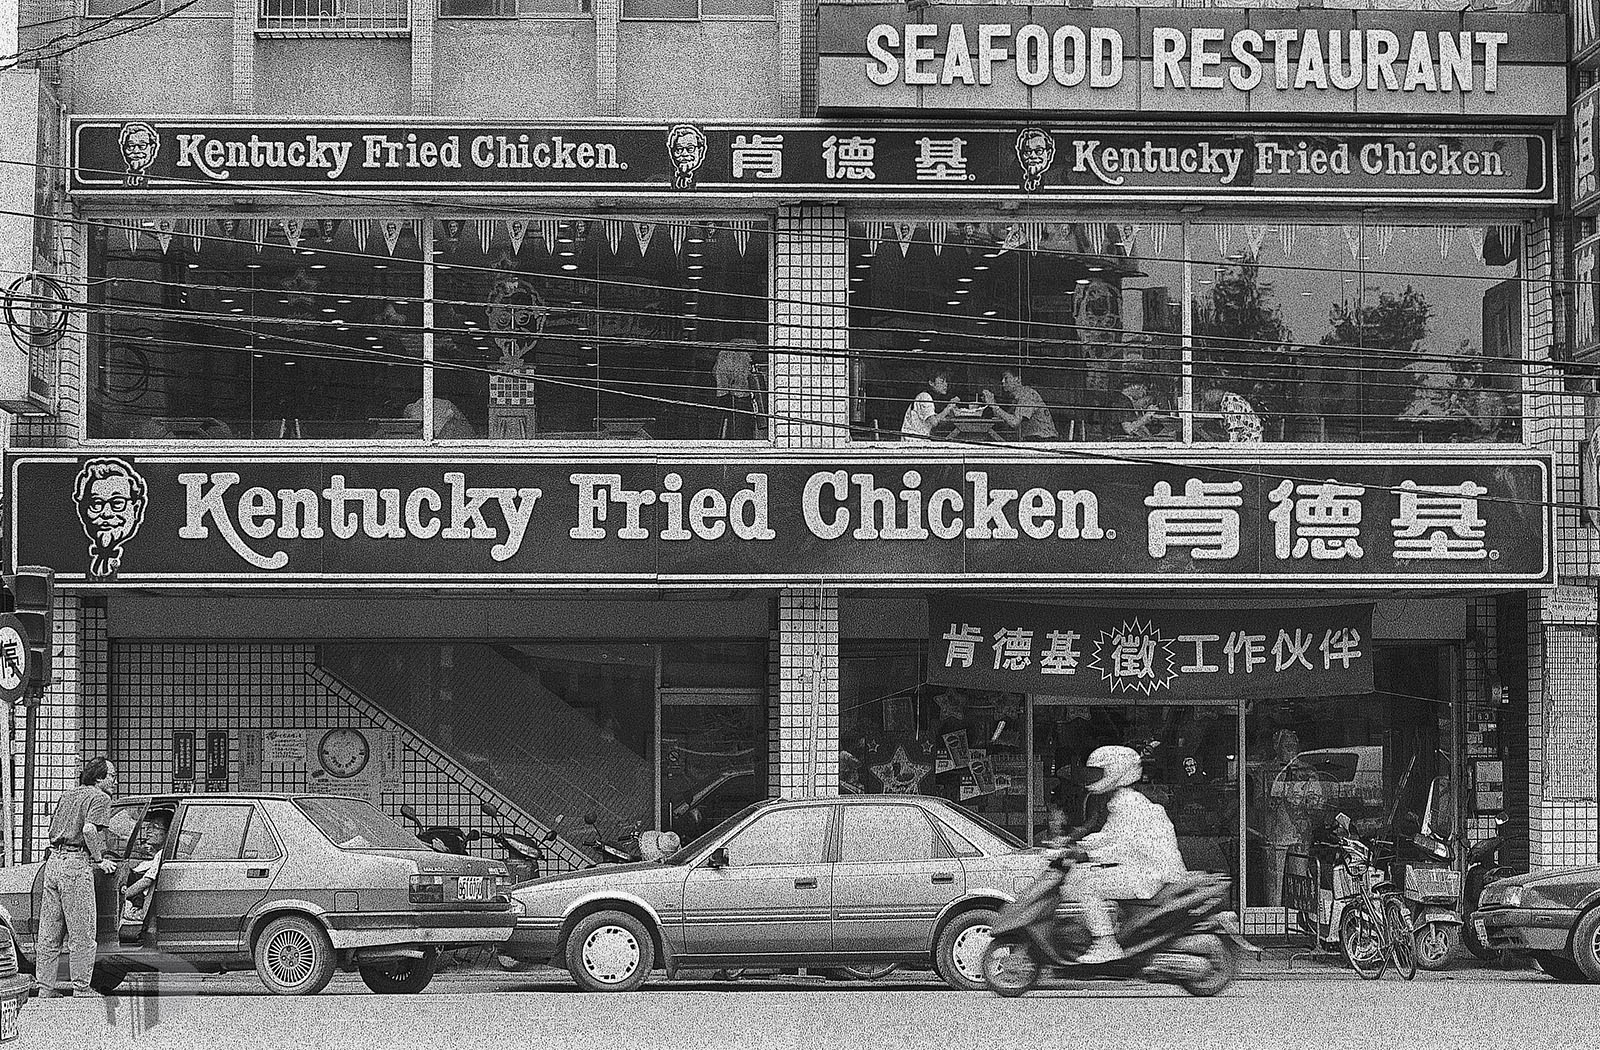 SEAFOOD RESTAURANT
Kentucky Fried Chicken. 肯德基. Kentucky Fried Chicken.
Kentucky Fried Chicken.® 肯德基®
肯德基徵工作伙伴
停